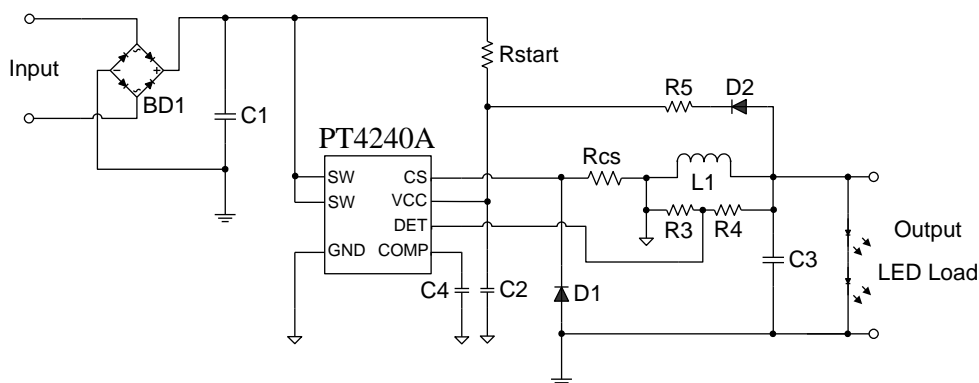 Rstart
Input
BD1
C1
R5
D2
PT4240A
Rcs
L1
SW
CS
SW
VCC
DET
R3
R4
GND
COMP
C4
C2
D1
C3
Output
LED Load
~
~
-
+